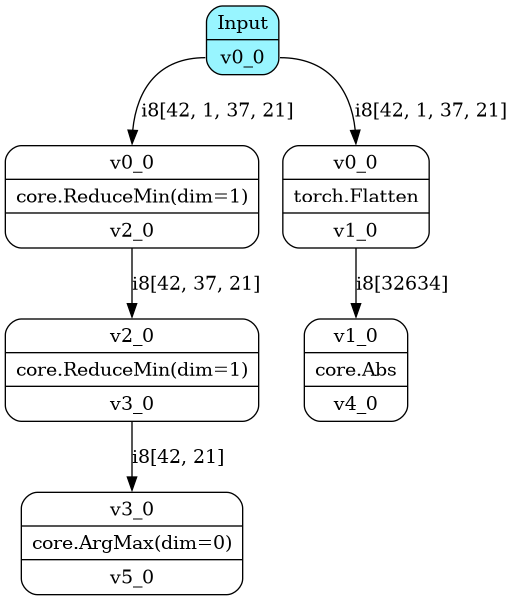 Input
v0_0
i8[42, 1, 37, 21]
i8[42, 1, 37, 21]
v0_0
core.ReduceMin(dim=1)
v2_0
v0_0
torch.Flatten
v1_0
i8[42, 37, 21]
i8[32634]
v2_0
core.ReduceMin(dim=1)
v3_0
v1_0
core.Abs
v4_0
i8[42, 21]
v3_0
core.ArgMax(dim=0)
v5_0